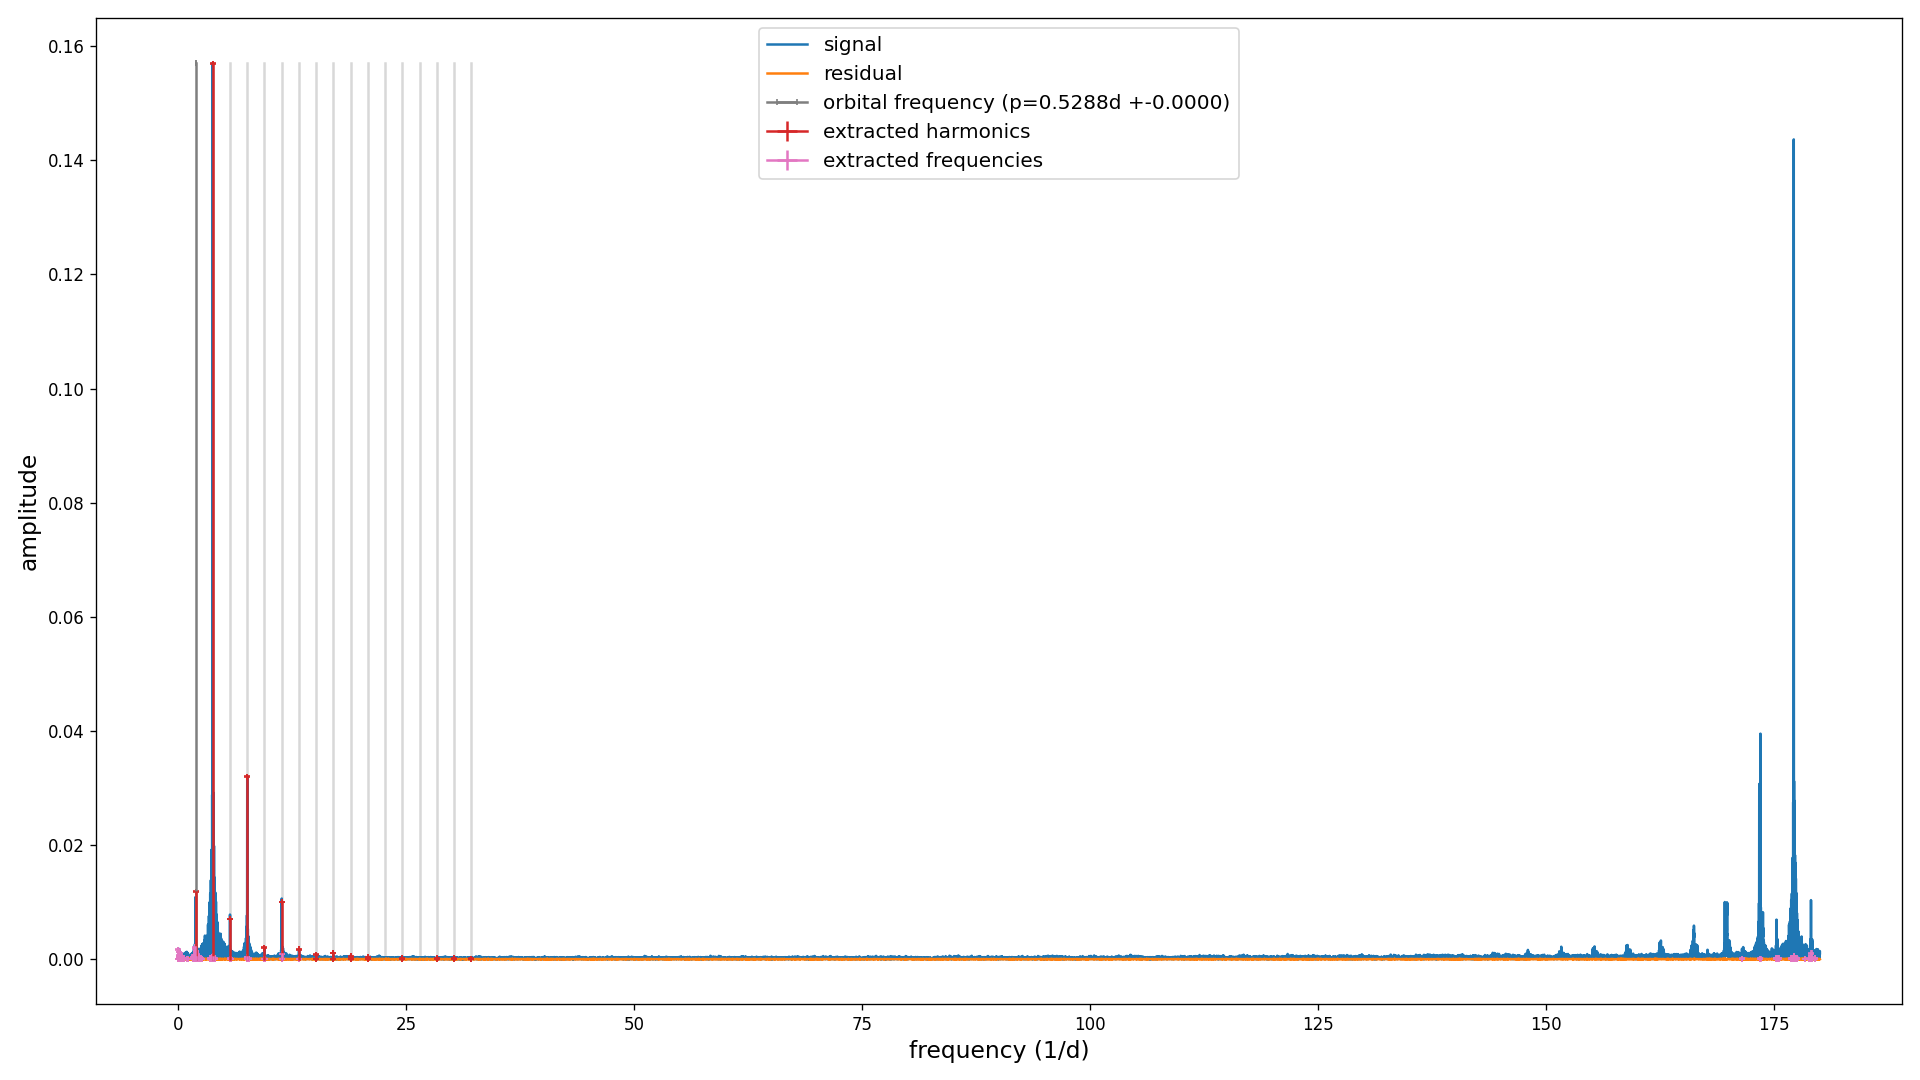 signal
residual
orbital frequency (p=0.5288d +-0.0000)
extracted harmonics
extracted frequencies
0.16
0.14
0.12
0.10
0.08
0.06
0.04
0.02
0.00
amplitude
0 25 50 75 100 125 150 175
frequency (1/d)